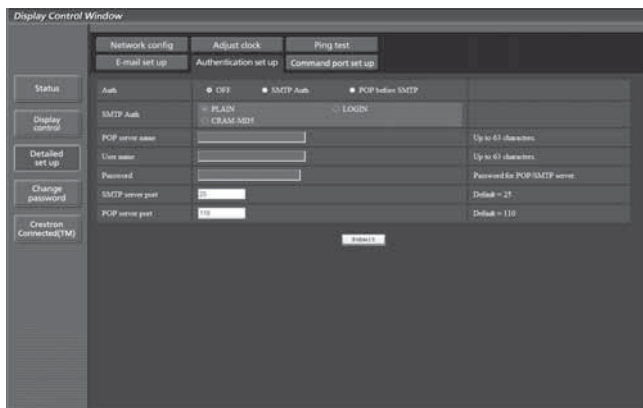 Display Control Window
Network config Adjust clock Ping test
E-mail set up Authentication set up Command port set up
Status
Display control
Detailed set up
Change password
Crestron Connected(TM)
Auth OFF SMTP Auth POP before SMTP
SMTP Auth PLAIN LOGIN
CRAM-MD5
POP server name Up to 63 characters.
User name Up to 63 characters.
Password Password for POP/SMTP server
SMTP server port 25 Default = 25
POP server port 110 Default = 110
Submit